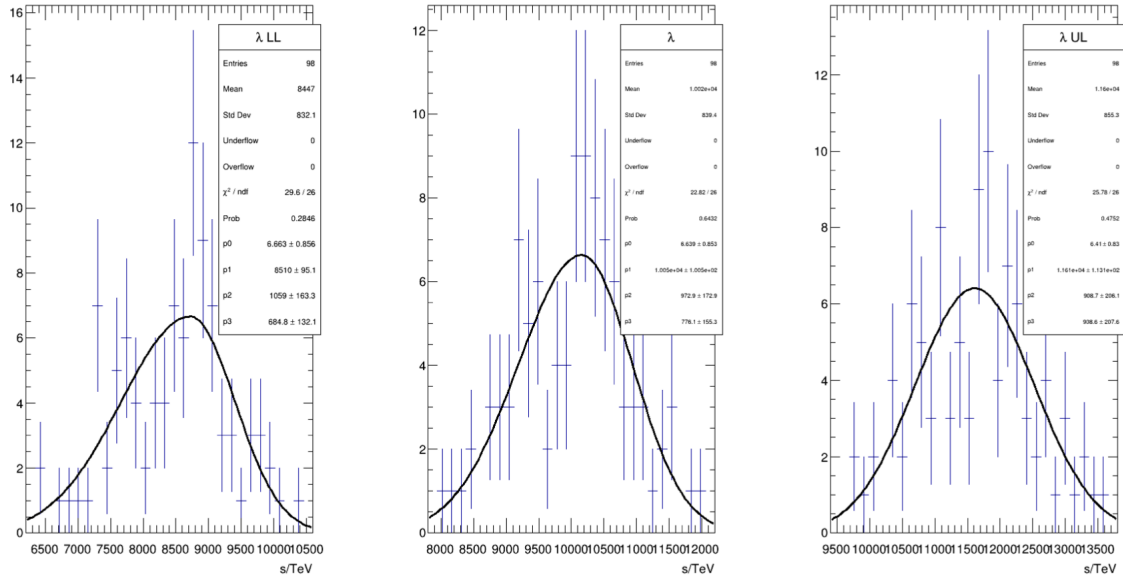 λ LL
Entries 98
Mean 8447
Std Dev 832.1
Underflow 0
Overflow 0
χ² / ndf 29.6 / 26
Prob 0.2846
p0 6.663 ± 0.856
p1 8510 ± 95.1
p2 1059 ± 163.3
p3 684.8 ± 132.1
16
14
12
10
8
6
4
2
0
6500 7000 7500 8000 8500 9000 9500 10000 10500
s/TeV
λ
Entries 98
Mean 1.002e+04
Std Dev 839.4
Underflow 0
Overflow 0
χ² / ndf 22.82 / 26
Prob 0.6432
p0 6.639 ± 0.853
p1 1.005e+04 ± 1.005e+02
p2 972.9 ± 172.9
p3 776.1 ± 155.3
12
10
8
6
4
2
0
8000 8500 9000 9500 10000 10500 11000 11500 12000
s/TeV
λ UL
Entries 98
Mean 1.16e+04
Std Dev 855.3
Underflow 0
Overflow 0
χ² / ndf 25.78 / 26
Prob 0.4752
p0 6.41 ± 0.83
p1 1.161e+04 ± 1.131e+02
p2 908.7 ± 206.1
p3 908.6 ± 207.6
12
10
8
6
4
2
0
9500 10000 10500 11000 11500 12000 12500 13000 13500
s/TeV